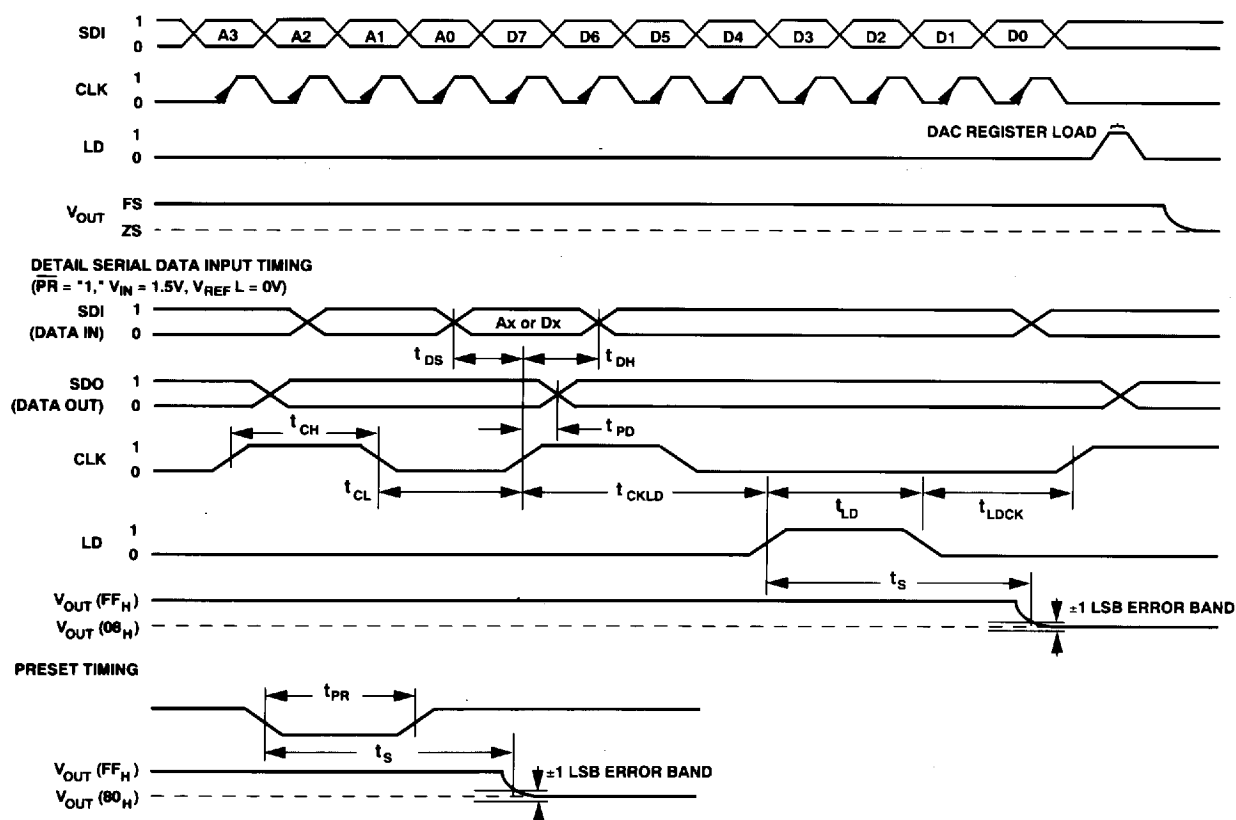 SDI 1 0 A3 A2 A1 A0 D7 D6 D5 D4 D3 D2 D1 D0
CLK 1 0
LD 1 0 DAC REGISTER LOAD
VOUT FS ZS
DETAIL SERIAL DATA INPUT TIMING
(PR = "1," VIN = 1.5V, VREF L = 0V)
SDI (DATA IN) 1 0 Ax or Dx
tDS tDH
SDO (DATA OUT) 1 0
tCH tPD
CLK 1 0
tCL tCKLD tLD tLDCK
LD 1 0
tS
VOUT (FFH) ±1 LSB ERROR BAND
VOUT (06H)
PRESET TIMING
tPR
tS
VOUT (FFH) ±1 LSB ERROR BAND
VOUT (80H)